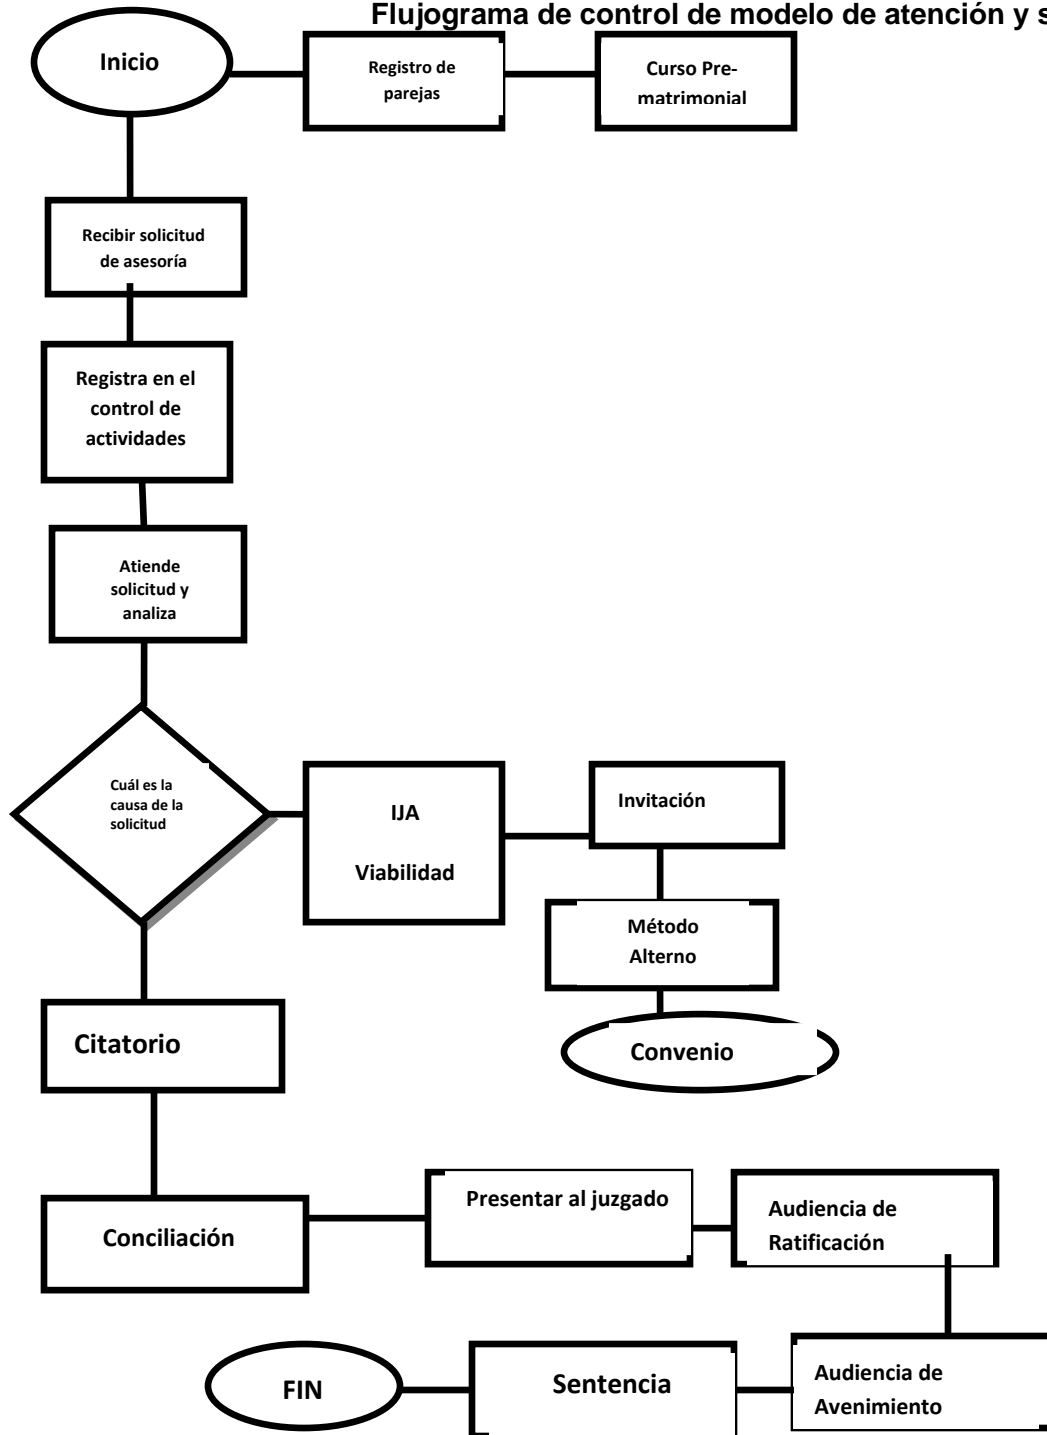 Flujograma de control de modelo de atención y s
Inicio
Registro de
parejas
Curso Pre-
matrimonial
Recibir solicitud
de asesoría
Registra en el
control de
actividades
Atiende
solicitud y
analiza
Cuál es la
causa de la
solicitud
IJA
Viabilidad
Invitación
Método
Alterno
Convenio
Citatorio
Conciliación
Presentar al juzgado
Audiencia de
Ratificación
Audiencia de
Avenimiento
Sentencia
FIN